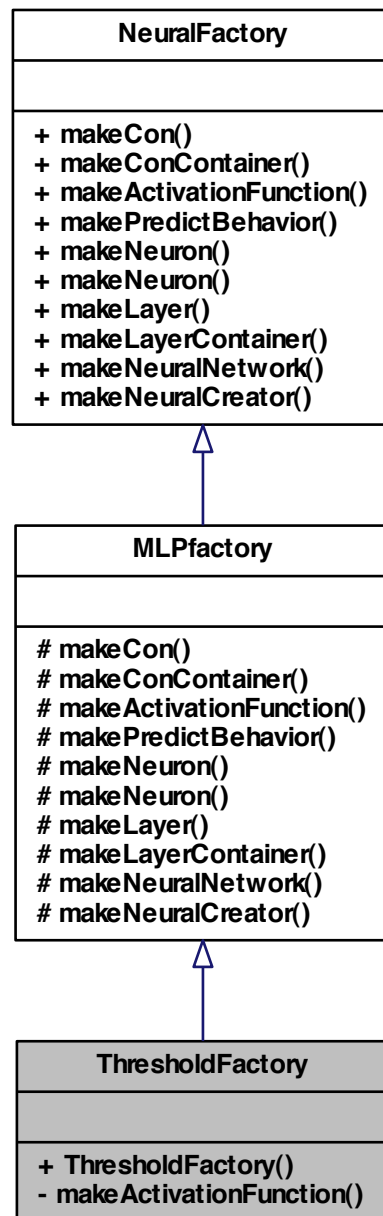 NeuralFactory
+ makeCon()
+ makeConContainer()
+ makeActivationFunction()
+ makePredictBehavior()
+ makeNeuron()
+ makeNeuron()
+ makeLayer()
+ makeLayerContainer()
+ makeNeuralNetwork()
+ makeNeuralCreator()
MLPfactory
# makeCon()
# makeConContainer()
# makeActivationFunction()
# makePredictBehavior()
# makeNeuron()
# makeNeuron()
# makeLayer()
# makeLayerContainer()
# makeNeuralNetwork()
# makeNeuralCreator()
ThresholdFactory
+ ThresholdFactory()
- makeActivationFunction()